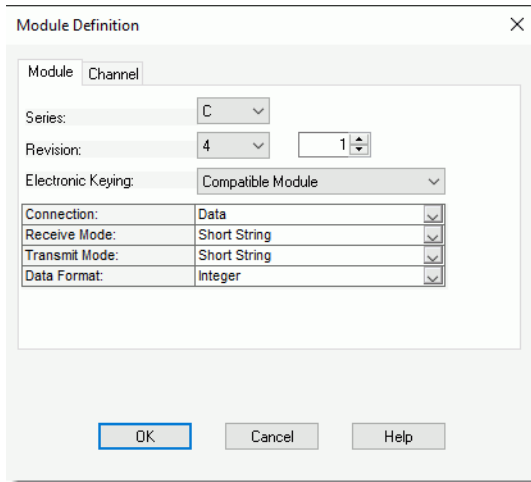 Module Definition
Module Channel
Series: C
Revision: 4 1
Electronic Keying: Compatible Module
Connection: Data
Receive Mode: Short String
Transmit Mode: Short String
Data Format: Integer
OK Cancel Help